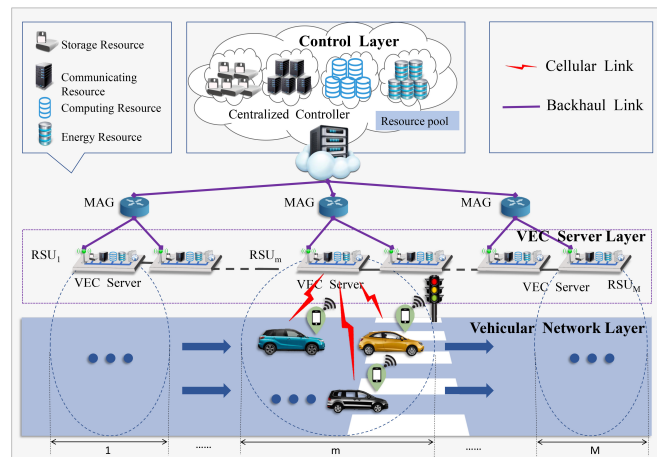 Storage Resource
Communicating
Resource
Computing Resource
Energy Resource
Control Layer
Centralized Controller
Resource pool
Cellular Link
Backhaul Link
MAG
MAG
MAG
VEC Server Layer
RSU1
RSUm
VEC Server
VEC Server
VEC Server
RSUM
Vehicular Network Layer
1
......
m
......
M